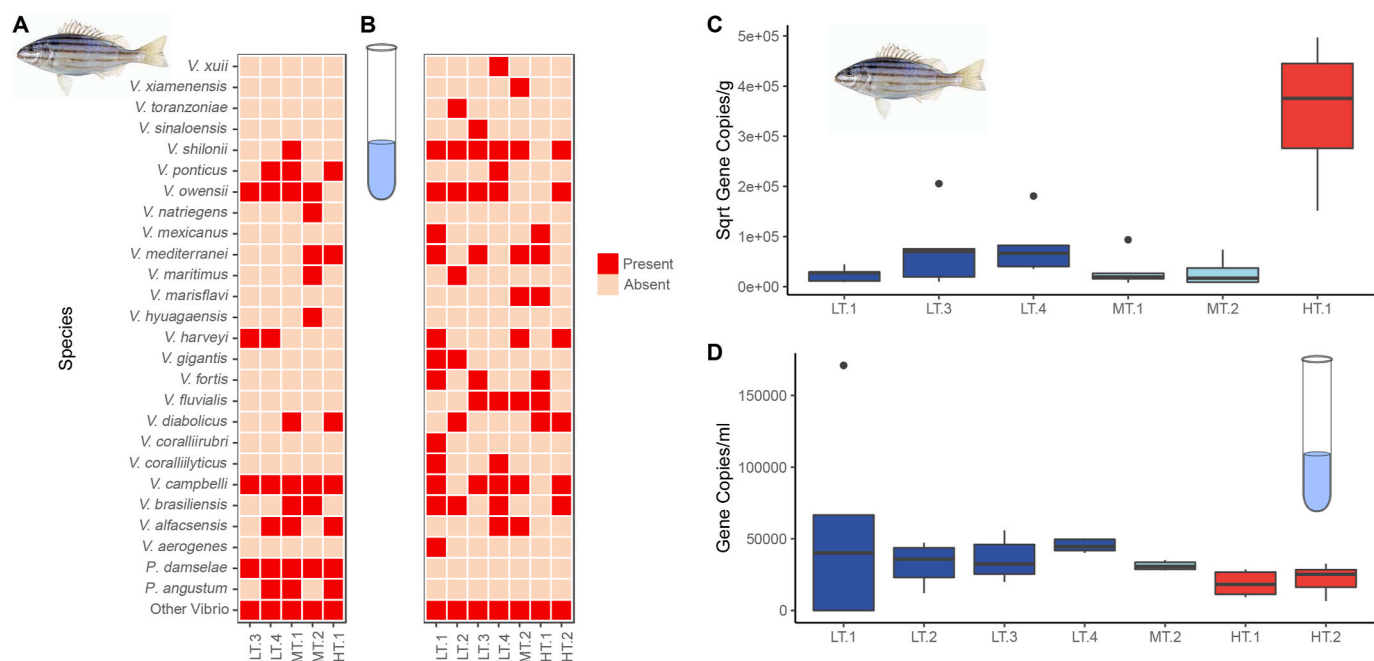 A
B
V. xuii
V. xiamenensis
V. toranzoniae
V. sinaloensis
V. shilonii
V. ponticus
V. owensii
V. natriegens
V. mexicanus
V. mediterranei
V. maritimus
V. marisflavi
V. hyuagaensis
V. harveyi
V. gigantis
V. fortis
V. fluvialis
V. diabolicus
V. coralliirubri
V. coralliilyticus
V. campbelli
V. brasiliensis
V. alfacsensis
V. aerogenes
P. damselae
P. angustum
Other Vibrio
Species
LT.3 LT.4 MT.1 MT.2 HT.1
LT.1 LT.2 LT.3 LT.4 MT.2 HT.1 HT.2
Present
Absent
C
Sqrt Gene Copies/g
5e+05
4e+05
3e+05
2e+05
1e+05
0e+00
LT.1 LT.3 LT.4 MT.1 MT.2 HT.1
D
Gene Copies/ml
150000
100000
50000
0
LT.1 LT.2 LT.3 LT.4 MT.2 HT.1 HT.2